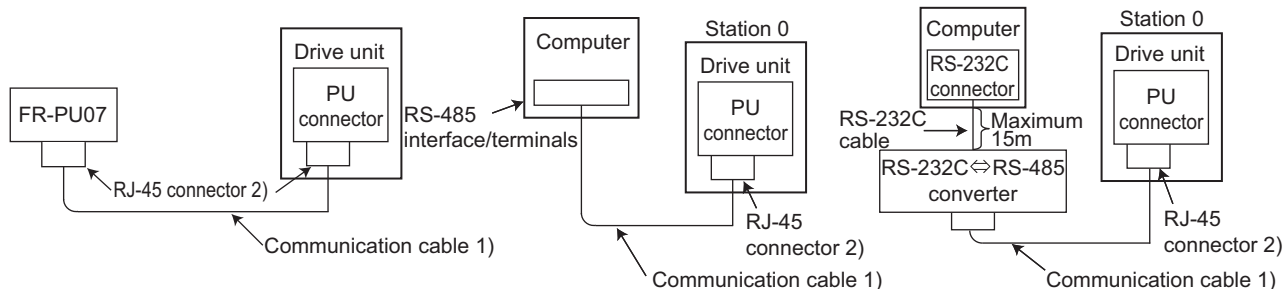 FR-PU07
Drive unit
PU
connector
RJ-45 connector 2)
Communication cable 1)
Computer
RS-485
interface/terminals
Station 0
Drive unit
PU
connector
RJ-45
connector 2)
Communication cable 1)
Computer
RS-232C
connector
RS-232C
cable
Maximum
15m
RS-232C⇔RS-485
converter
Station 0
Drive unit
PU
connector
RJ-45
connector 2)
Communication cable 1)